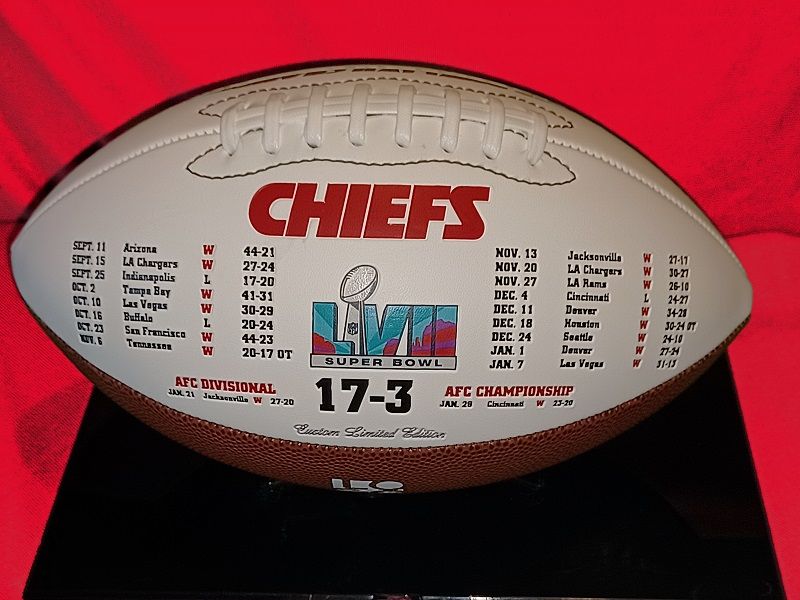 CHIEFS
SEPT. 11 Arizona W 44-21
SEPT. 15 LA Chargers W 27-24
SEPT. 25 Indianapolis L 17-20
OCT. 2 Tampa Bay W 41-31
OCT. 10 Las Vegas W 30-29
OCT. 16 Buffalo L 20-24
OCT. 23 San Francisco W 44-23
NOV. 6 Tennessee W 20-17 OT
NOV. 13 Jacksonville W 27-17
NOV. 20 LA Chargers W 30-27
NOV. 27 LA Rams W 26-10
DEC. 4 Cincinnati L 24-27
DEC. 11 Denver W 34-28
DEC. 18 Houston W 30-24 OT
DEC. 24 Seattle W 24-10
JAN. 1 Denver W 27-24
JAN. 7 Las Vegas W 31-13
LVII
SUPER BOWL
17-3
AFC DIVISIONAL
JAN. 21 Jacksonville W 27-20
AFC CHAMPIONSHIP
JAN. 29 Cincinnati W 23-20
Custom Limited Edition